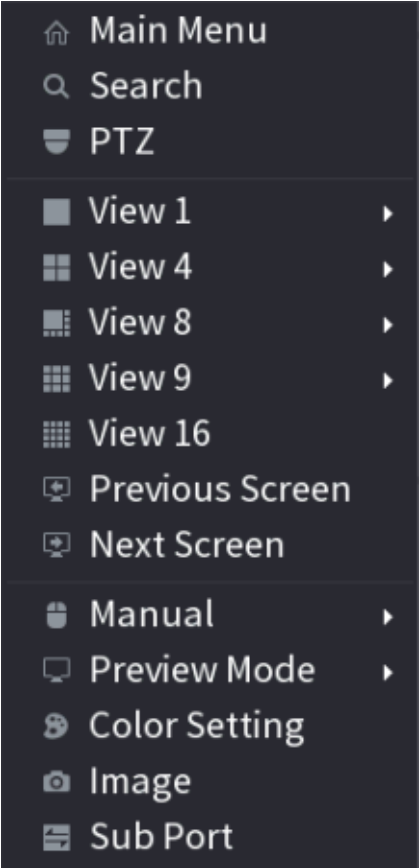 Main Menu
Search
PTZ
View 1
View 4
View 8
View 9
View 16
Previous Screen
Next Screen
Manual
Preview Mode
Color Setting
Image
Sub Port